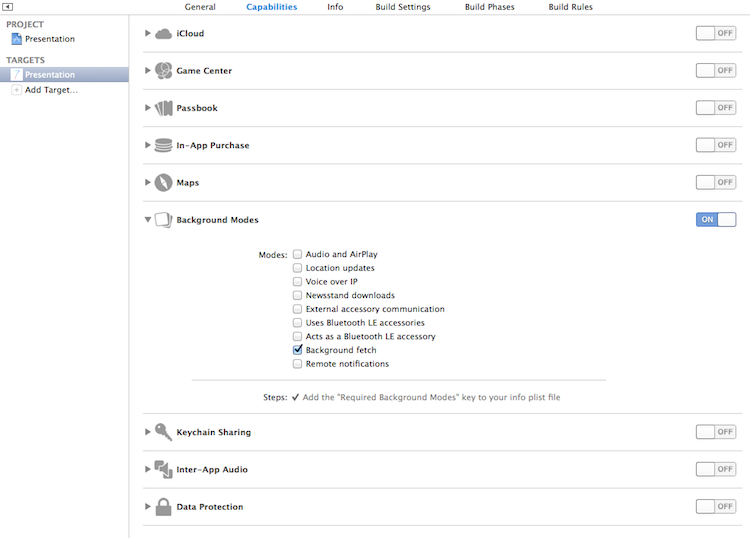 General Capabilities Info Build Settings Build Phases Build Rules
PROJECT
Presentation
TARGETS
Presentation
Add Target...
iCloud OFF
Game Center OFF
Passbook OFF
In-App Purchase OFF
Maps OFF
Background Modes ON
Modes: Audio and AirPlay
Location updates
Voice over IP
Newsstand downloads
External accessory communication
Uses Bluetooth LE accessories
Acts as a Bluetooth LE accessory
Background fetch
Remote notifications
Steps: ✓ Add the "Required Background Modes" key to your info plist file
Keychain Sharing OFF
Inter-App Audio OFF
Data Protection OFF